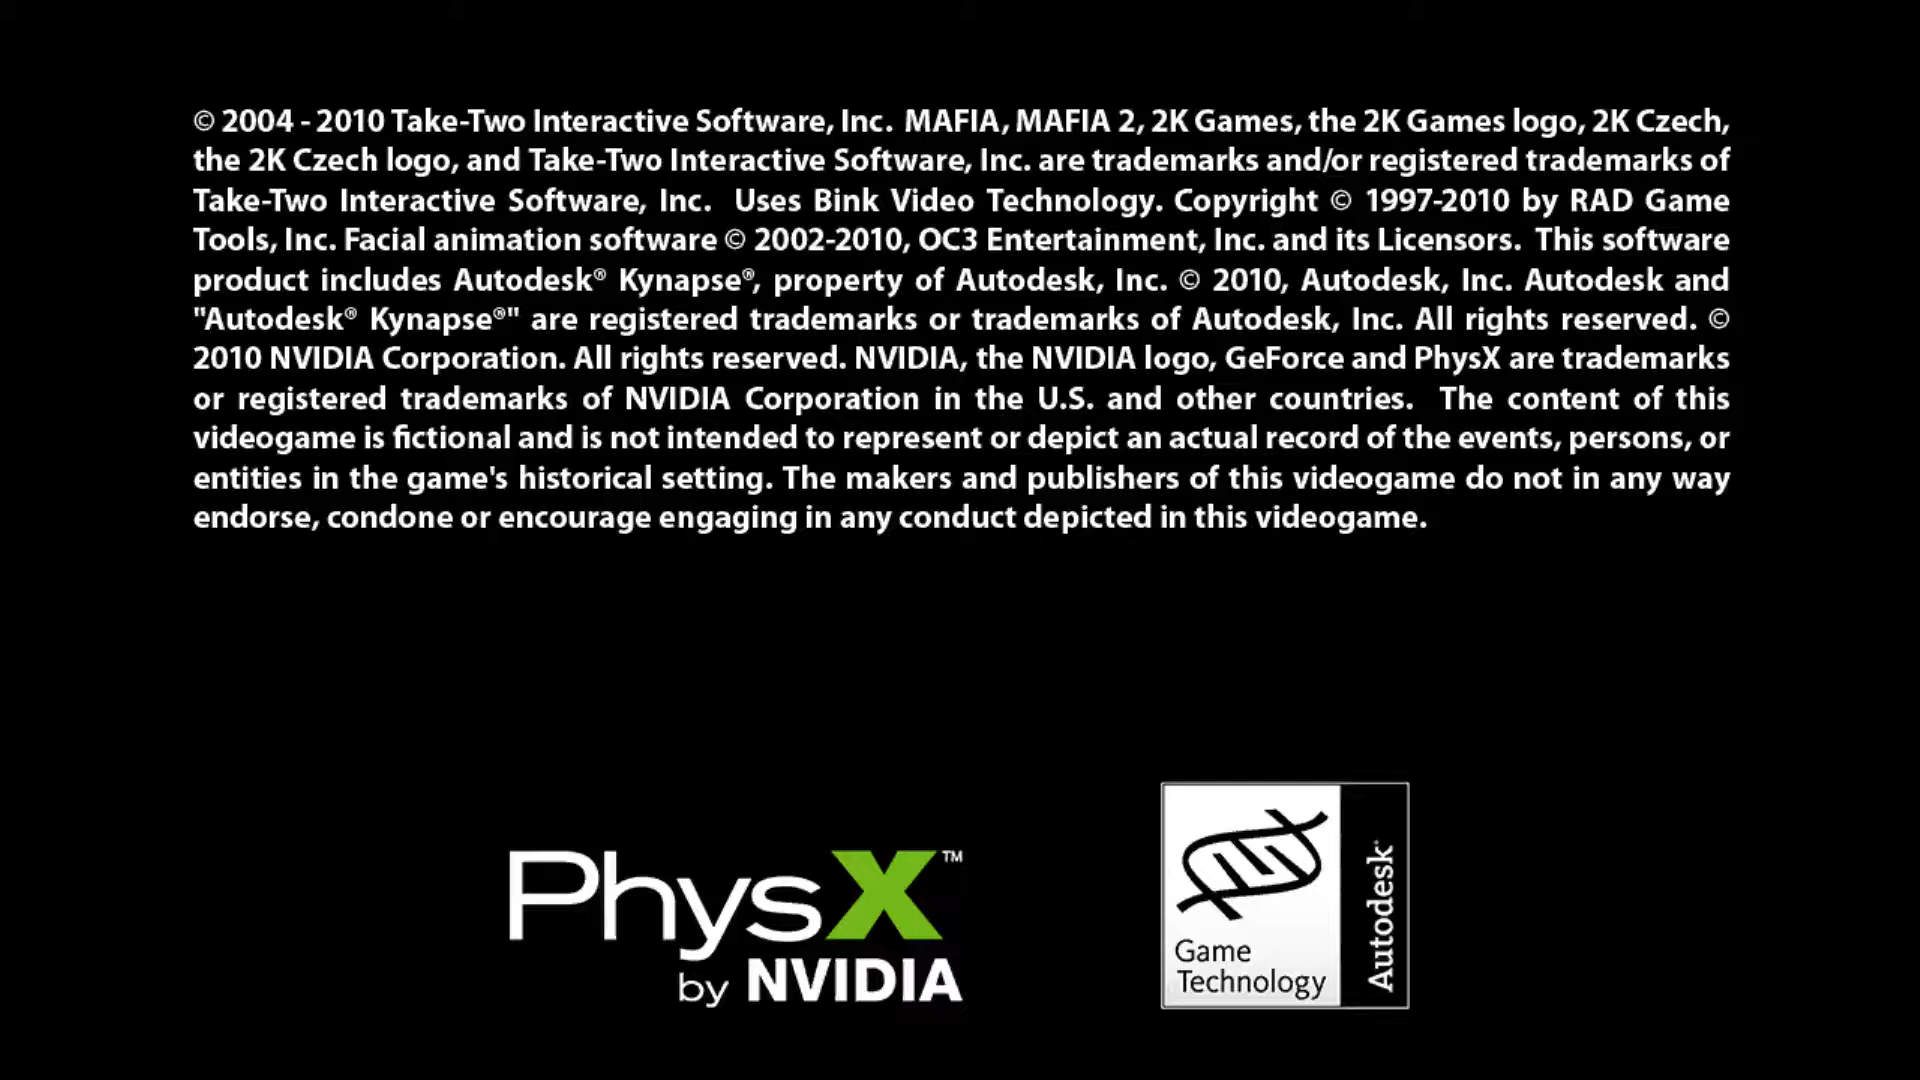 © 2004 - 2010 Take-Two Interactive Software, Inc. MAFIA, MAFIA 2, 2K Games, the 2K Games logo, 2K Czech,
the 2K Czech logo, and Take-Two Interactive Software, Inc. are trademarks and/or registered trademarks of
Take-Two Interactive Software, Inc. Uses Bink Video Technology. Copyright © 1997-2010 by RAD Game
Tools, Inc. Facial animation software © 2002-2010, OC3 Entertainment, Inc. and its Licensors. This software
product includes Autodesk® Kynapse®, property of Autodesk, Inc. © 2010, Autodesk, Inc. Autodesk and
"Autodesk® Kynapse®" are registered trademarks or trademarks of Autodesk, Inc. All rights reserved. ©
2010 NVIDIA Corporation. All rights reserved. NVIDIA, the NVIDIA logo, GeForce and PhysX are trademarks
or registered trademarks of NVIDIA Corporation in the U.S. and other countries. The content of this
videogame is fictional and is not intended to represent or depict an actual record of the events, persons, or
entities in the game's historical setting. The makers and publishers of this videogame do not in any way
endorse, condone or encourage engaging in any conduct depicted in this videogame.
PhysX™
by NVIDIA
Game
Technology
Autodesk®